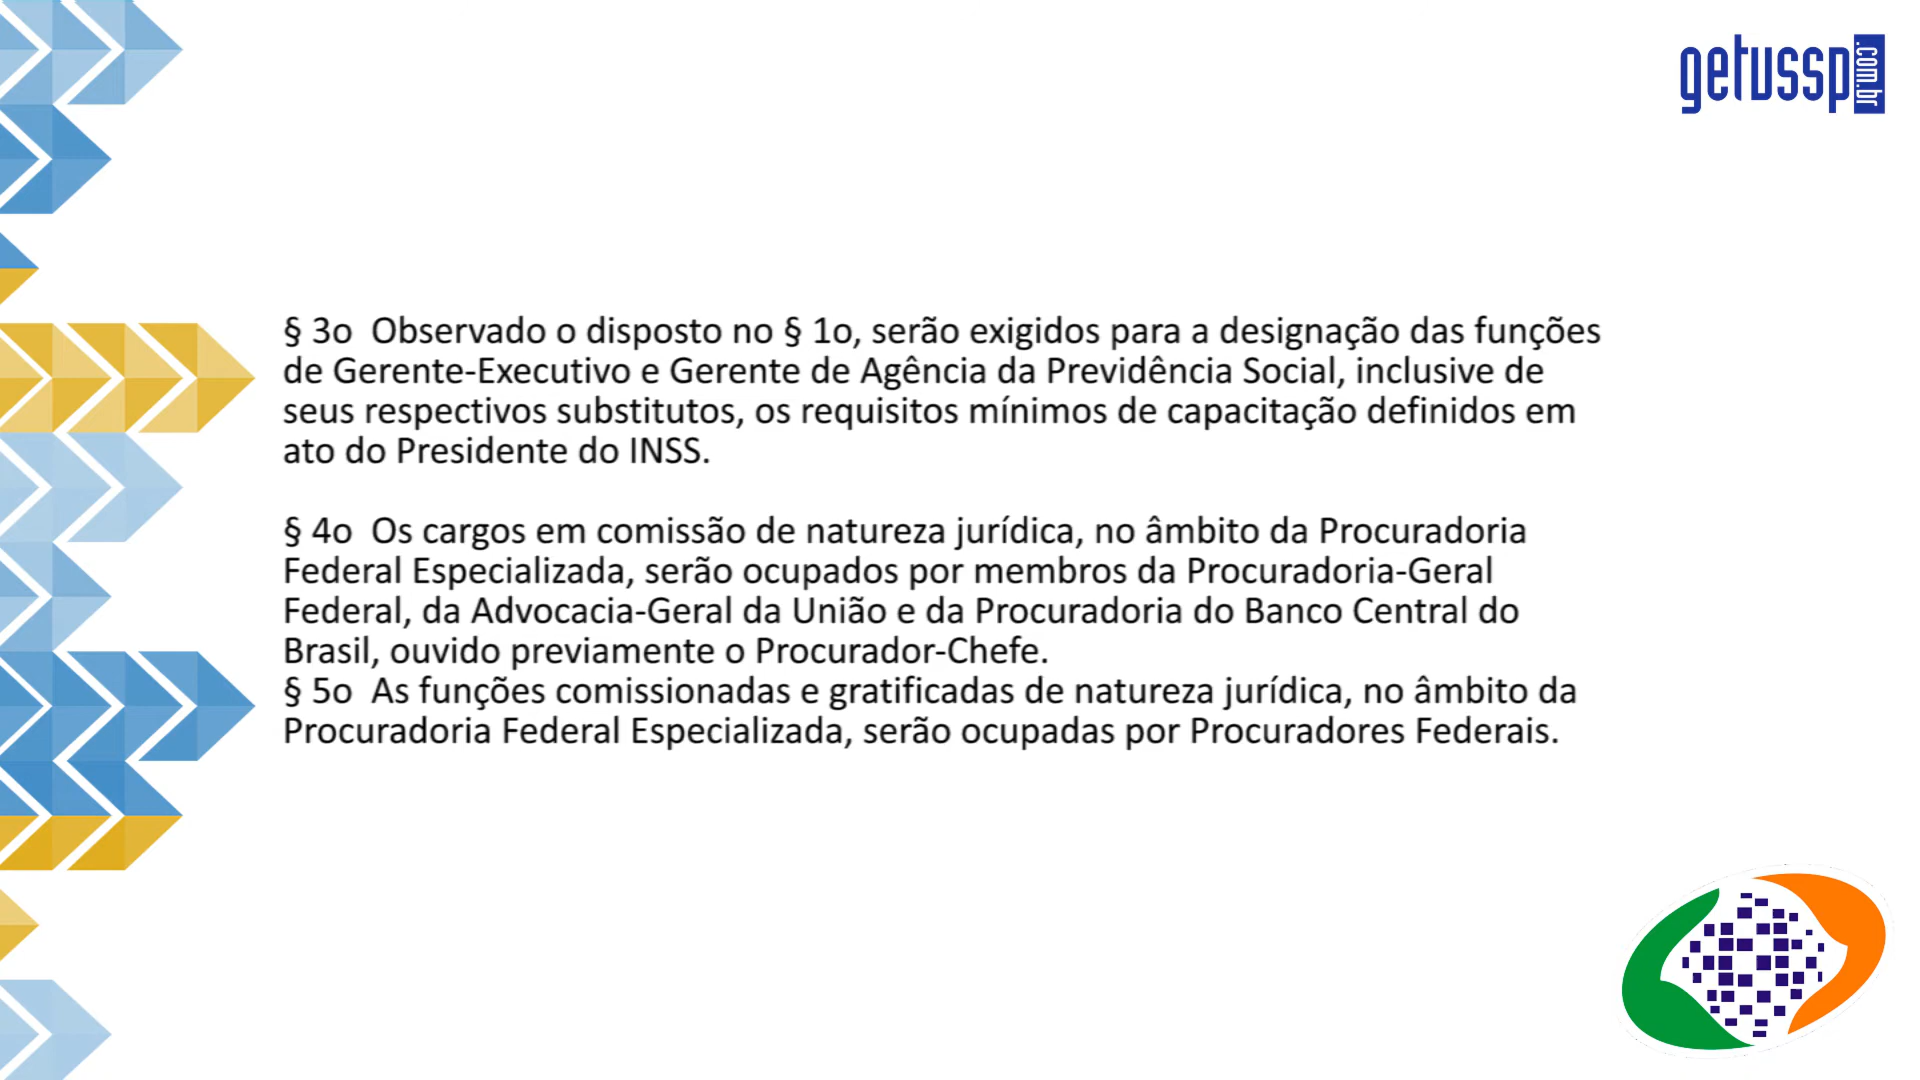 getussp.com.br
§ 3o  Observado o disposto no § 1o, serão exigidos para a designação das funções
de Gerente-Executivo e Gerente de Agência da Previdência Social, inclusive de
seus respectivos substitutos, os requisitos mínimos de capacitação definidos em
ato do Presidente do INSS.
§ 4o  Os cargos em comissão de natureza jurídica, no âmbito da Procuradoria
Federal Especializada, serão ocupados por membros da Procuradoria-Geral
Federal, da Advocacia-Geral da União e da Procuradoria do Banco Central do
Brasil, ouvido previamente o Procurador-Chefe.
§ 5o  As funções comissionadas e gratificadas de natureza jurídica, no âmbito da
Procuradoria Federal Especializada, serão ocupadas por Procuradores Federais.